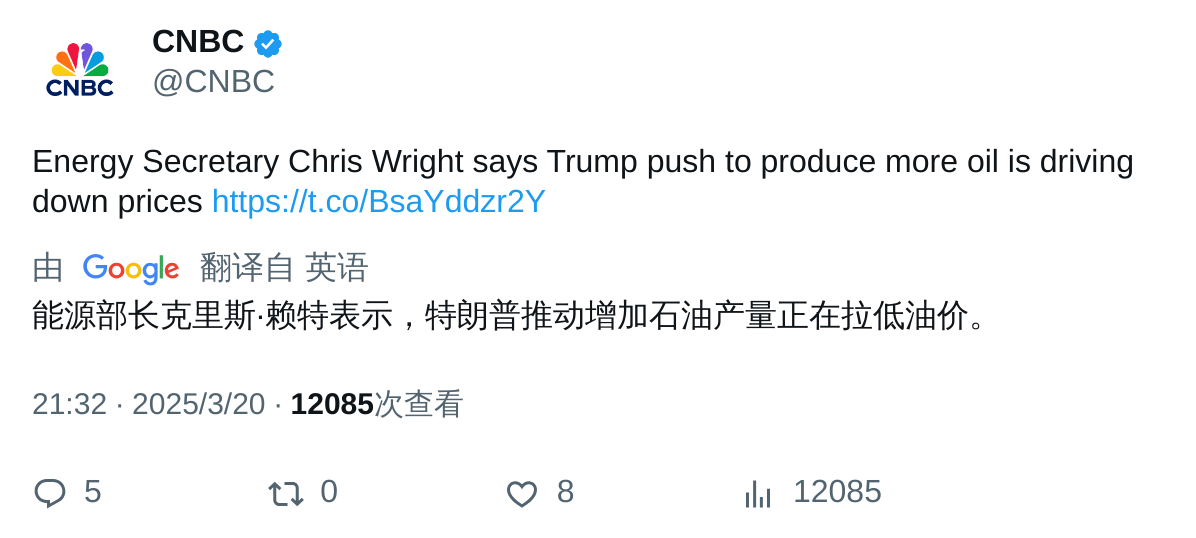 CNBC
CNBC
@CNBC
Energy Secretary Chris Wright says Trump push to produce more oil is driving
down prices https://t.co/BsaYddzr2Y
由 Google 翻译自 英语
能源部长克里斯·赖特表示，特朗普推动增加石油产量正在拉低油价。
21:32 · 2025/3/20 · 12085次查看
5 0 8 12085